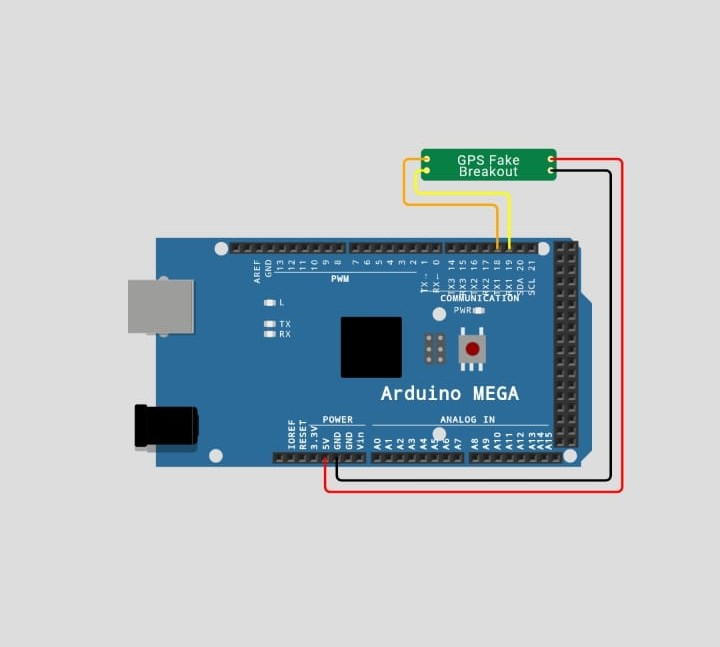 GPS Fake
Breakout
AREF
GND
13
12
11
10
9
8
7
6
5
4
3
2
TX→ 1
RX← 0
TX3 14
RX3 15
TX2 16
RX2 17
TX1 18
RX1 19
SDA 20
SCL 21
PWM
COMMUNICATION
L
PWR
TX
RX
Arduino MEGA
POWER
ANALOG IN
IOREF
RESET
3.3V
5V
GND
GND
Vin
A0
A1
A2
A3
A4
A5
A6
A7
A8
A9
A10
A11
A12
A13
A14
A15